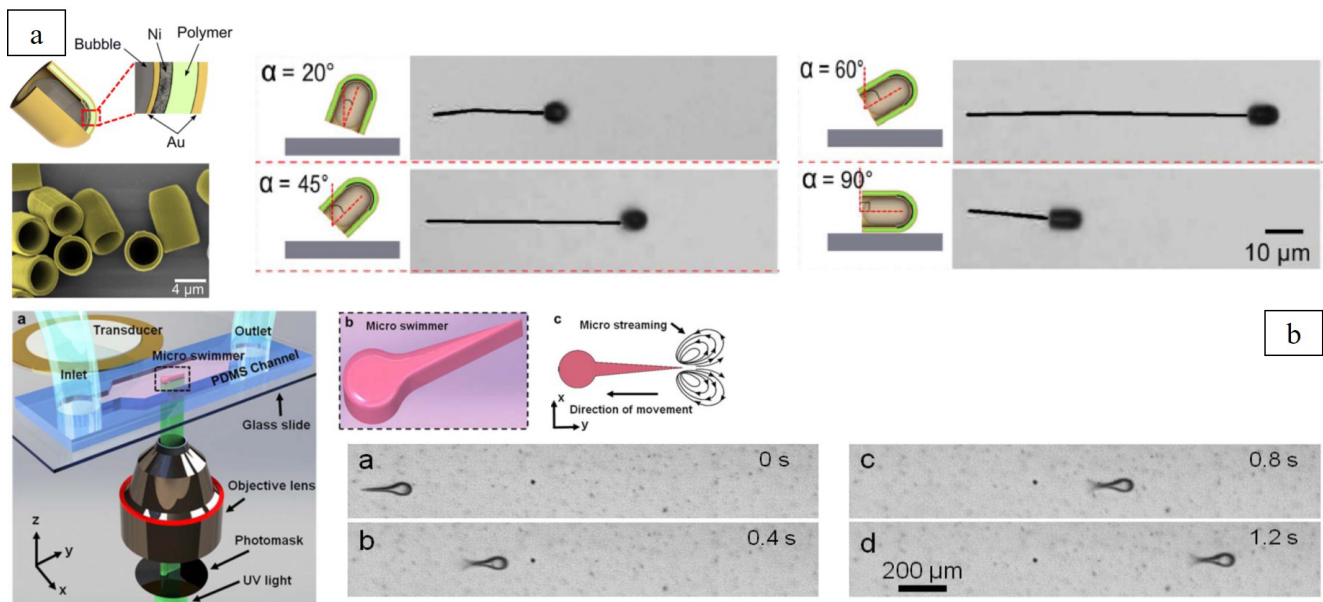 a
Bubble
Ni
Polymer
Au
4 µm
α = 20°
α = 45°
α = 60°
α = 90°
10 µm
b
a
Transducer
Outlet
Micro swimmer
Inlet
PDMS Channel
Glass slide
Objective lens
Photomask
UV light
z
y
x
b
Micro swimmer
c
Micro streaming
Direction of movement
x
y
a
0 s
b
0.4 s
c
0.8 s
d
1.2 s
200 µm